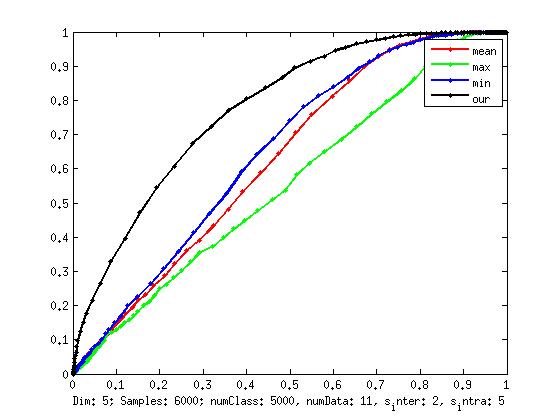 1
0.9
mean
max
0.8
min
our
0.7
0.6
0.5
0.4
0.3
0.2
0.1
0
0 0.1 0.2 0.3 0.4 0.5 0.6 0.7 0.8 0.9 1
Dim: 5; Samples: 6000; numClass: 5000, numData: 11, s_inter: 2, s_intra: 5